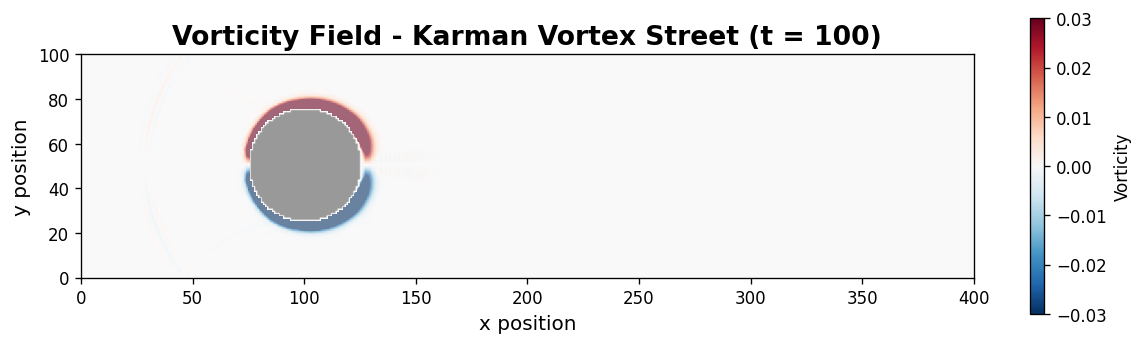 Vorticity Field - Karman Vortex Street (t = 100)
100
80
60
40
20
0
y position
0 50 100 150 200 250 300 350 400
x position
0.03
0.02
0.01
0.00
−0.01
−0.02
−0.03
Vorticity